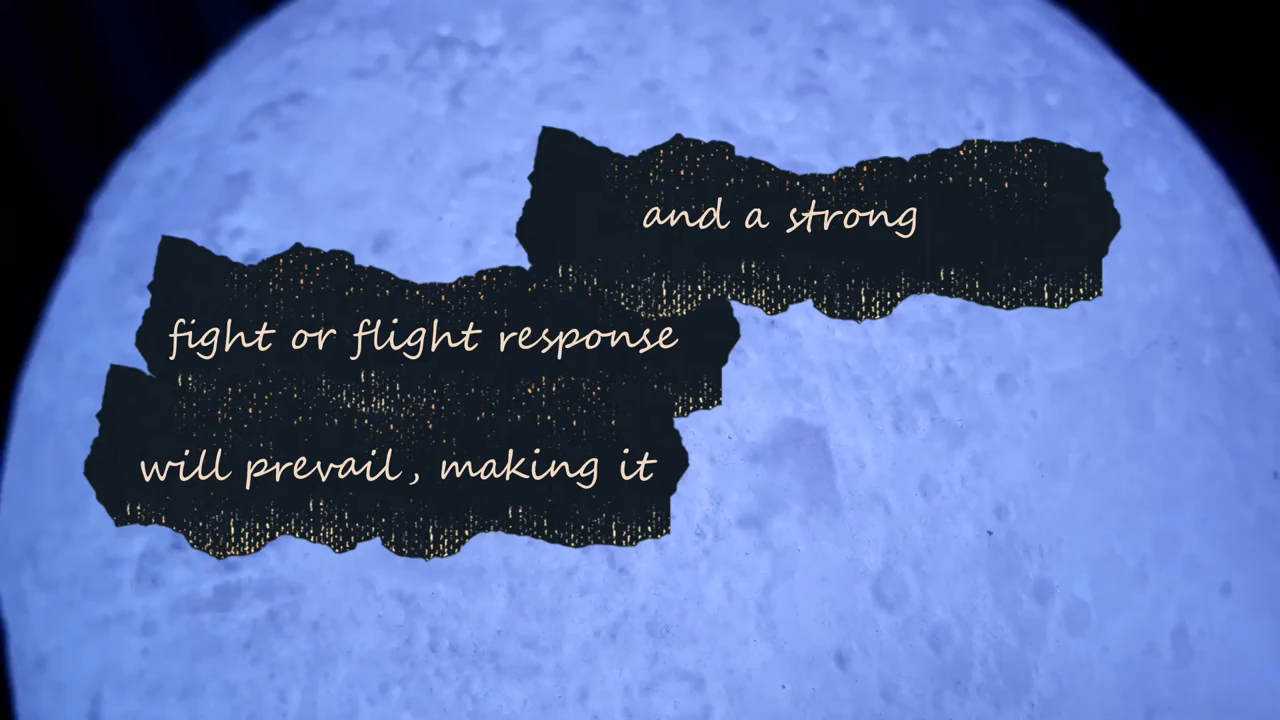 and a strong
fight or flight response
will prevail, making it